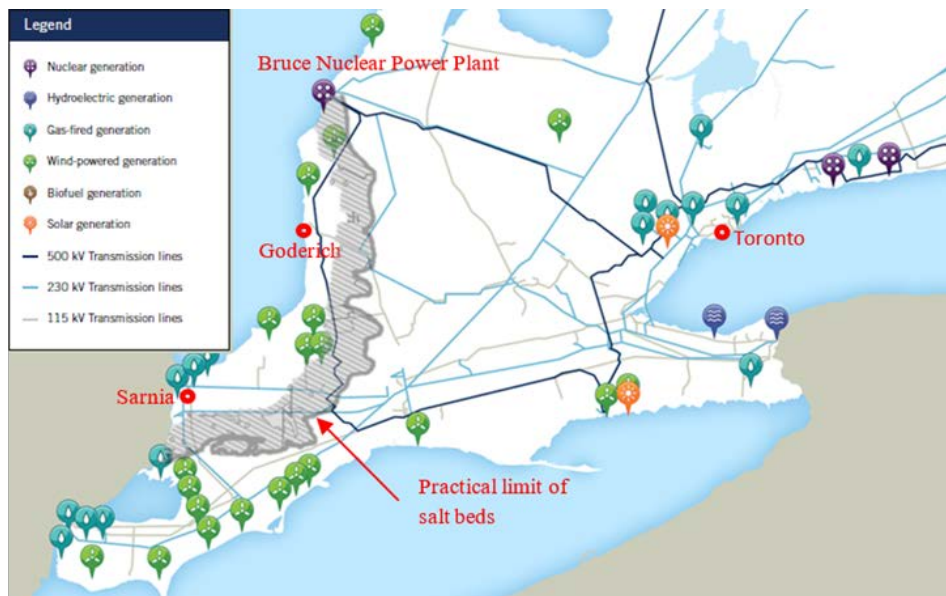 Legend
Nuclear generation
Hydroelectric generation
Gas-fired generation
Wind-powered generation
Biofuel generation
Solar generation
500 kV Transmission lines
230 kV Transmission lines
115 kV Transmission lines
Bruce Nuclear Power Plant
Goderich
Toronto
Sarnia
Practical limit of
salt beds